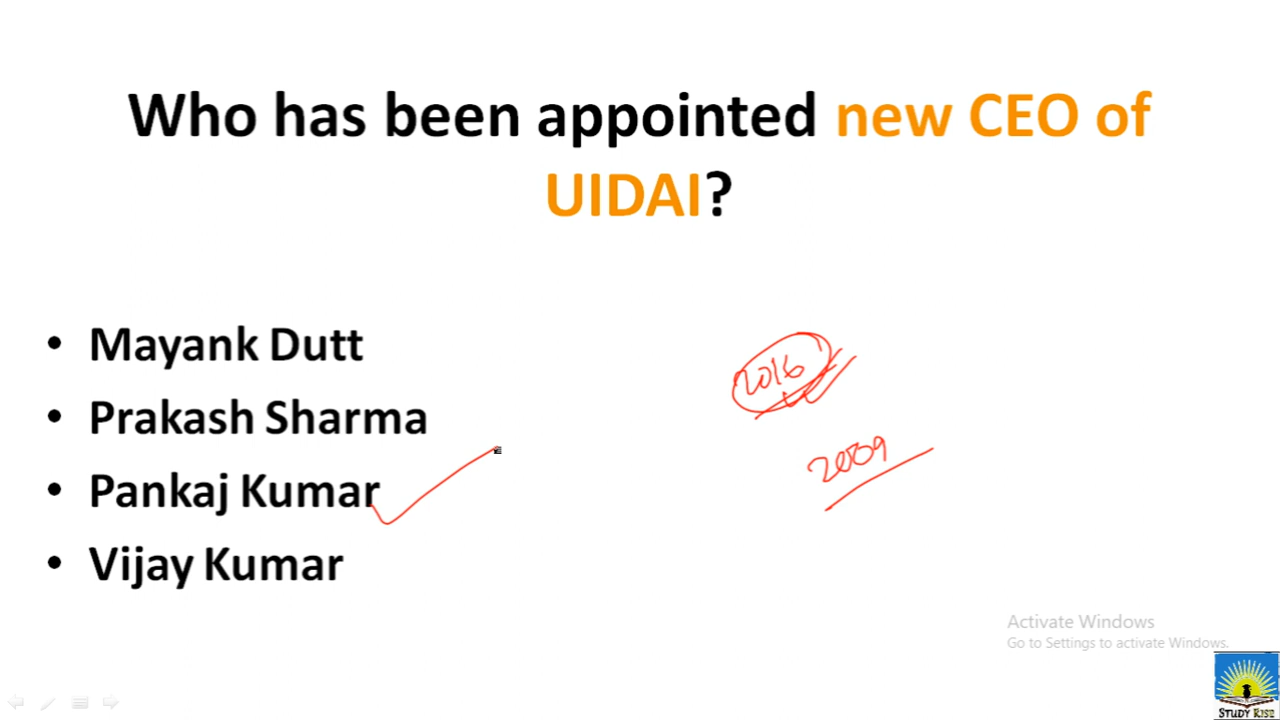 Who has been appointed new CEO of
UIDAI?
• Mayank Dutt
• Prakash Sharma
• Pankaj Kumar
• Vijay Kumar
2016
2009
Activate Windows
Go to Settings to activate Windows.
STUDY RISE